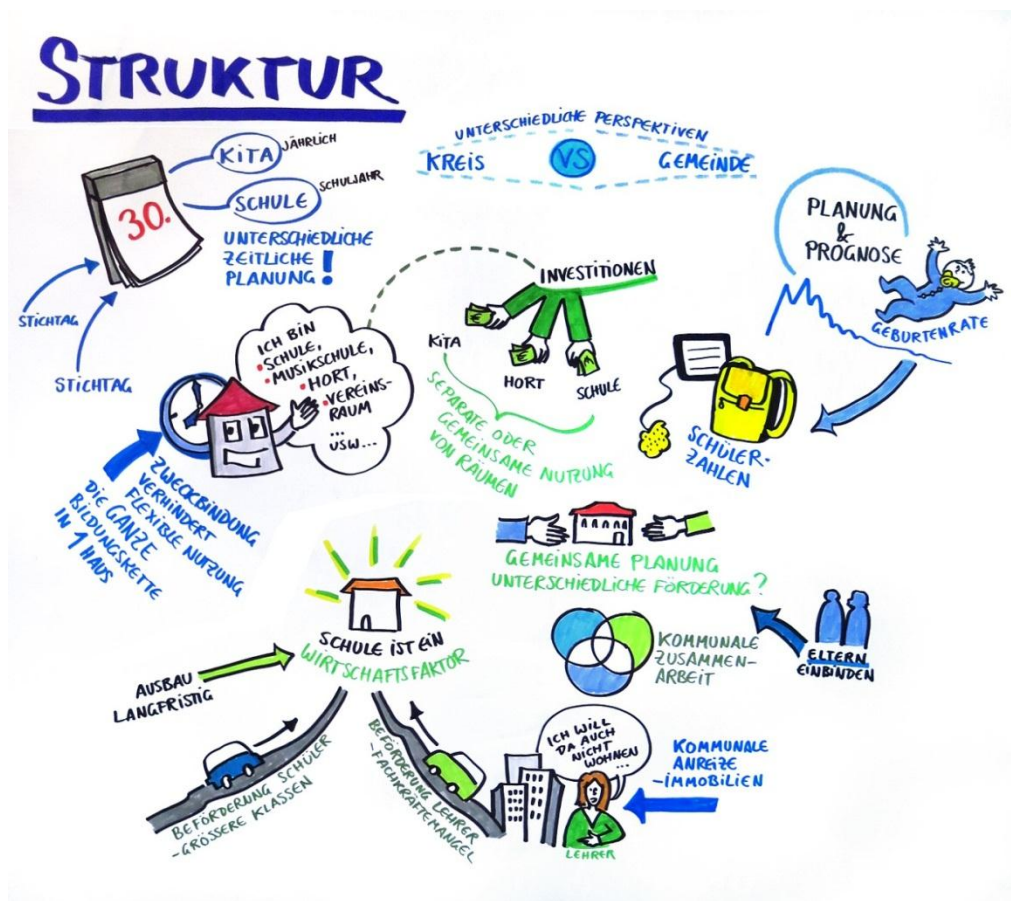 STRUKTUR
KITA
JÄHRLICH
SCHULE
SCHULJAHR
30.
UNTERSCHIEDLICHE
ZEITLICHE
PLANUNG!
STICHTAG
STICHTAG
UNTERSCHIEDLICHE PERSPEKTIVEN
KREIS
VS
GEMEINDE
PLANUNG
&
PROGNOSE
GEBURTENRATE
INVESTITIONEN
€
€
KITA
HORT
SCHULE
SEPARATE ODER
GEMEINSAME NUTZUNG
VON RÄUMEN
SCHÜLER-
ZAHLEN
ICH BIN
• SCHULE,
• MUSIKSCHULE,
• HORT,
• VEREINS-
RAUM
...
USW...
ZWECKBINDUNG
VERHINDERT
FLEXIBLE NUTZUNG
DIE GANZE
BILDUNGSKETTE
IN 1 HAUS
GEMEINSAME PLANUNG
UNTERSCHIEDLICHE FÖRDERUNG?
KOMMUNALE
ZUSAMMEN-
ARBEIT
ELTERN
EINBINDEN
SCHULE IST EIN
WIRTSCHAFTSFAKTOR
AUSBAU
LANGFRISTIG
BEFÖRDERUNG SCHÜLER
-GRÖSSERE KLASSEN
BEFÖRDERUNG LEHRER
-FACHKRÄFTEMANGEL
ICH WILL
DA AUCH
NICHT
WOHNEN
...
LEHRER
KOMMUNALE
ANREIZE
-IMMOBILIEN